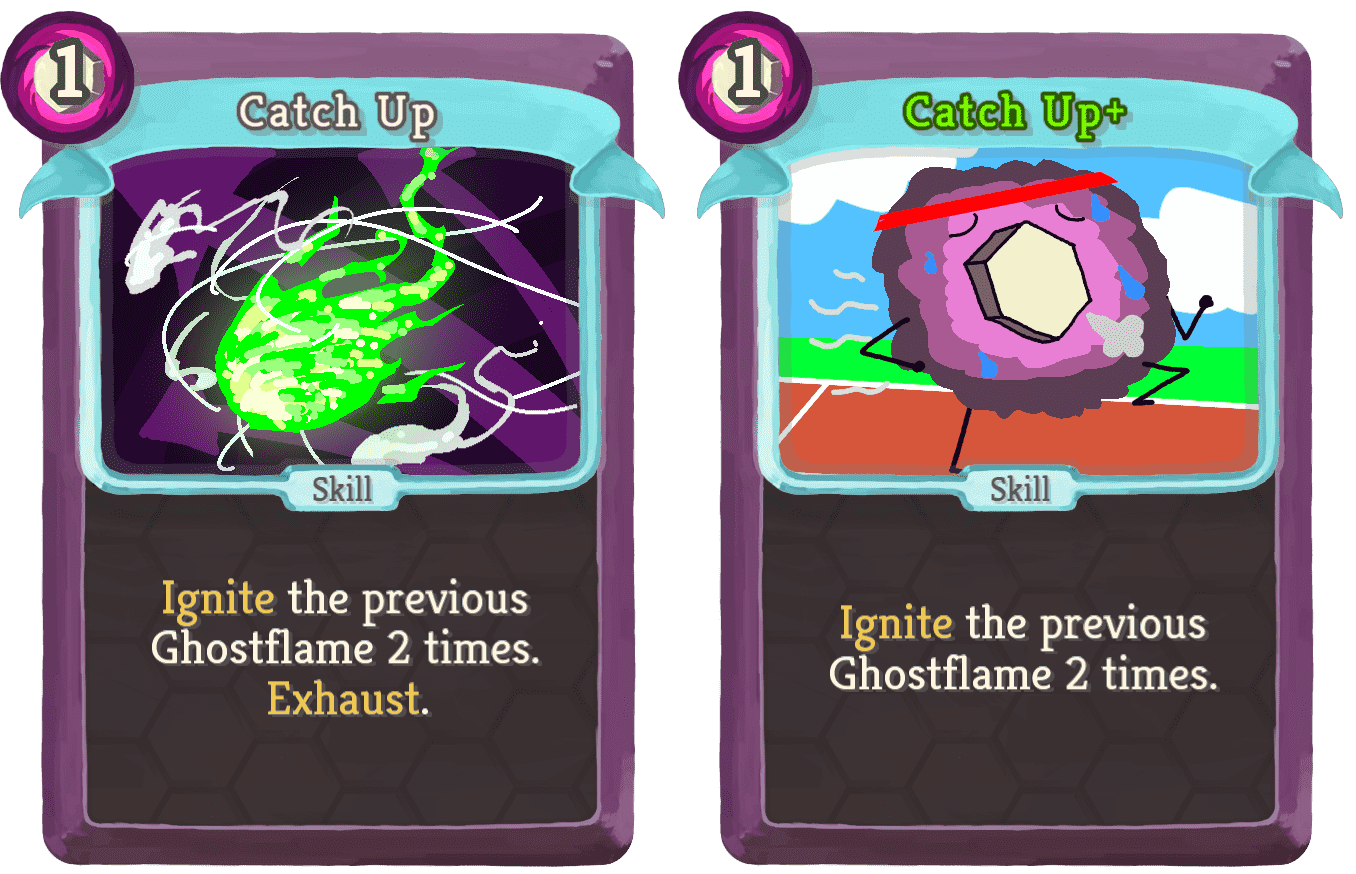 1
Catch Up
Skill
Ignite the previous
Ghostflame 2 times.
Exhaust.
1
Catch Up+
Skill
Ignite the previous
Ghostflame 2 times.